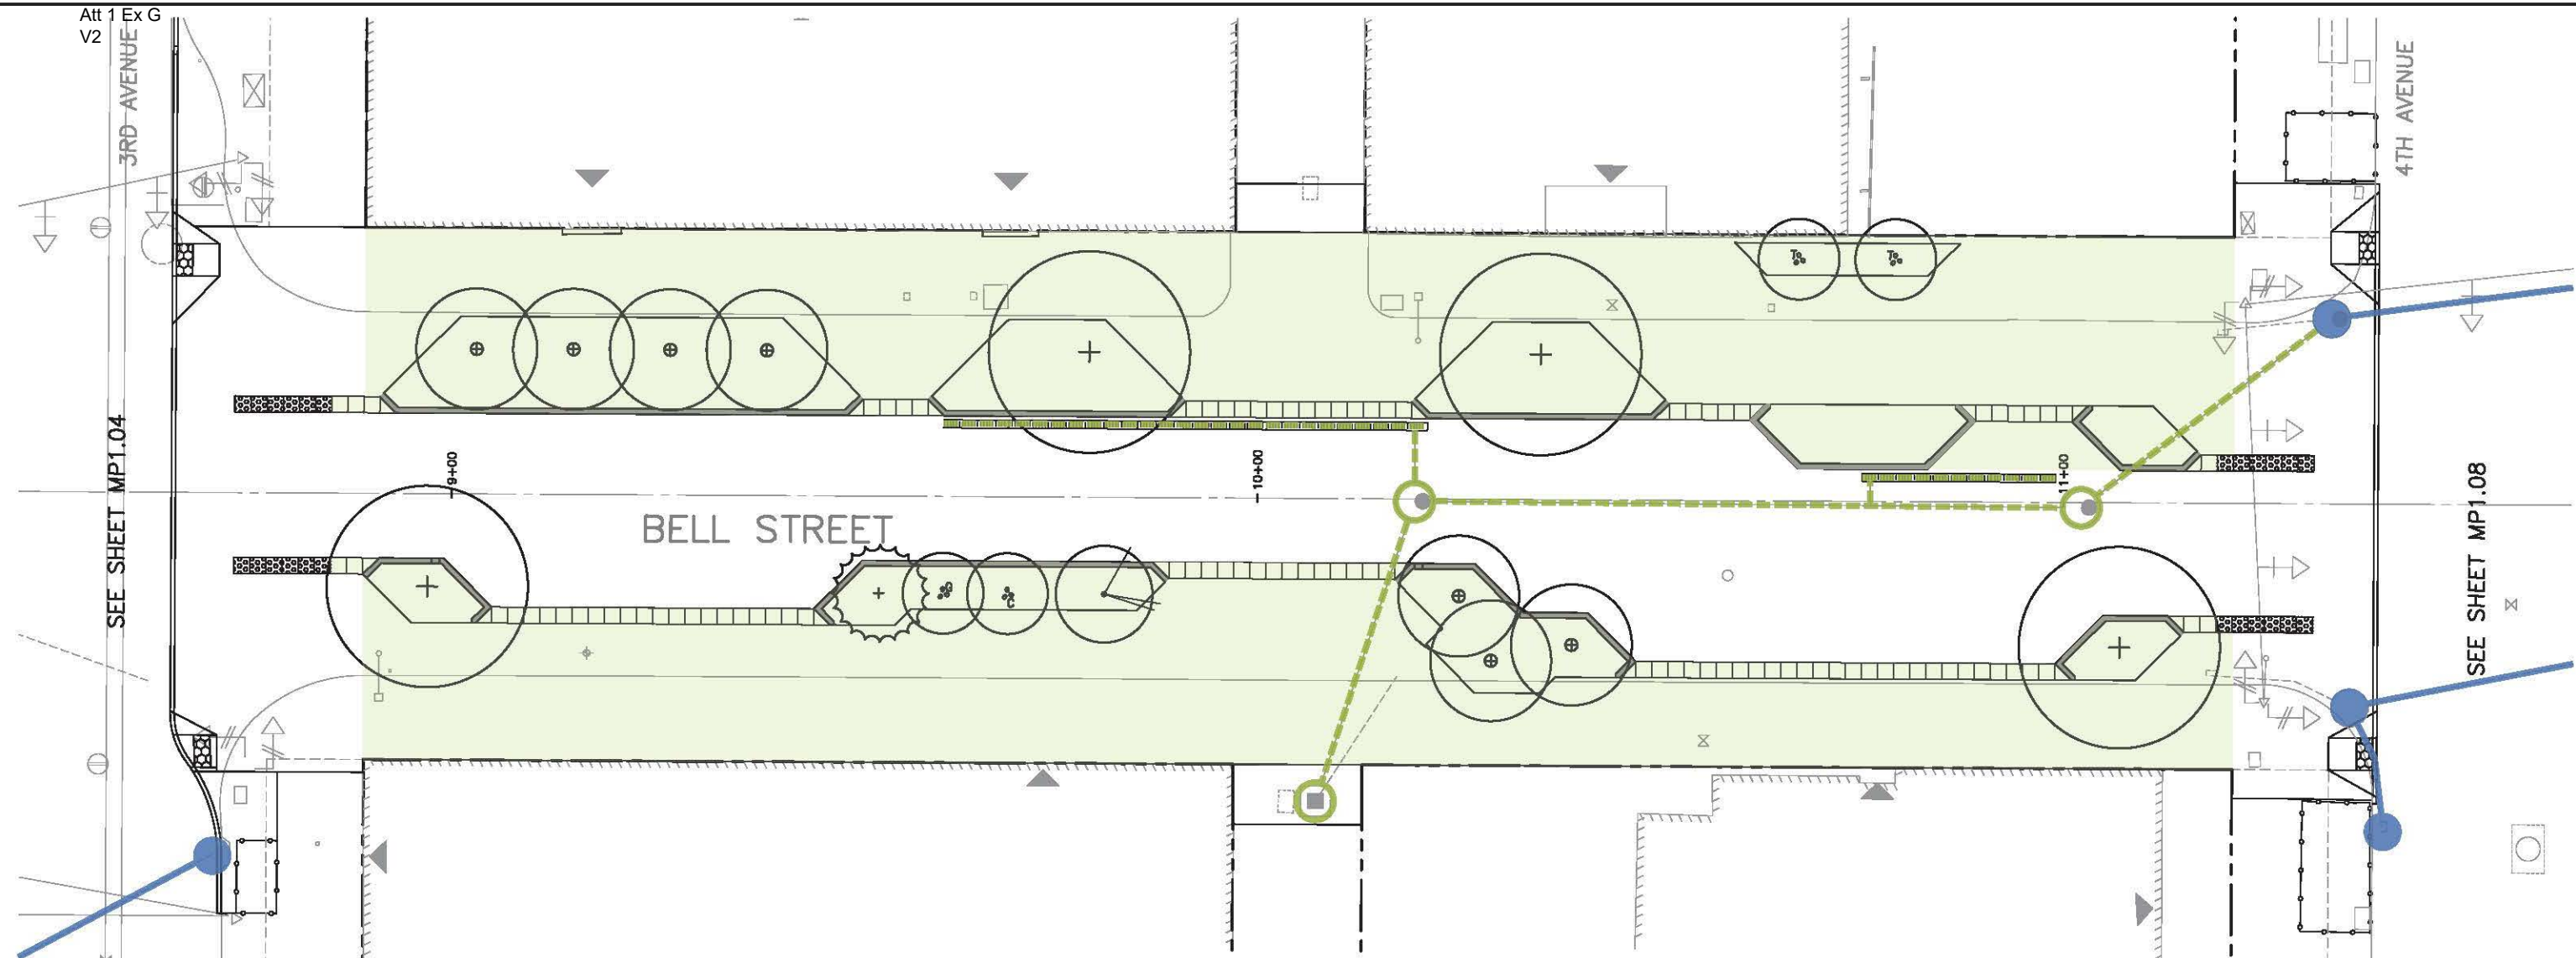 Att 1 Ex G
V2
3RD AVENUE
4TH AVENUE
SEE SHEET MP1.04
9+00
10+00
11+00
BELL STREET
SEE SHEET MP1.08